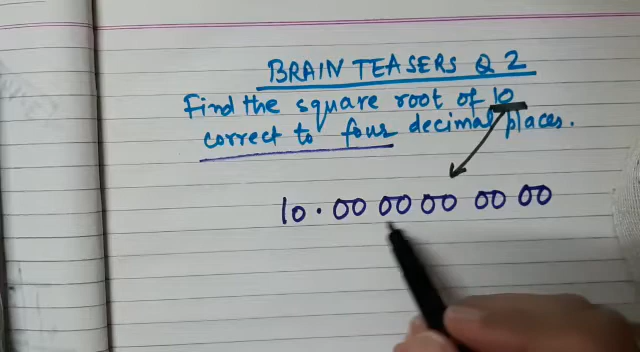 BRAIN TEASERS Q 2
Find the square root of 10
correct to four decimal places.
10.00 00 00 00 00